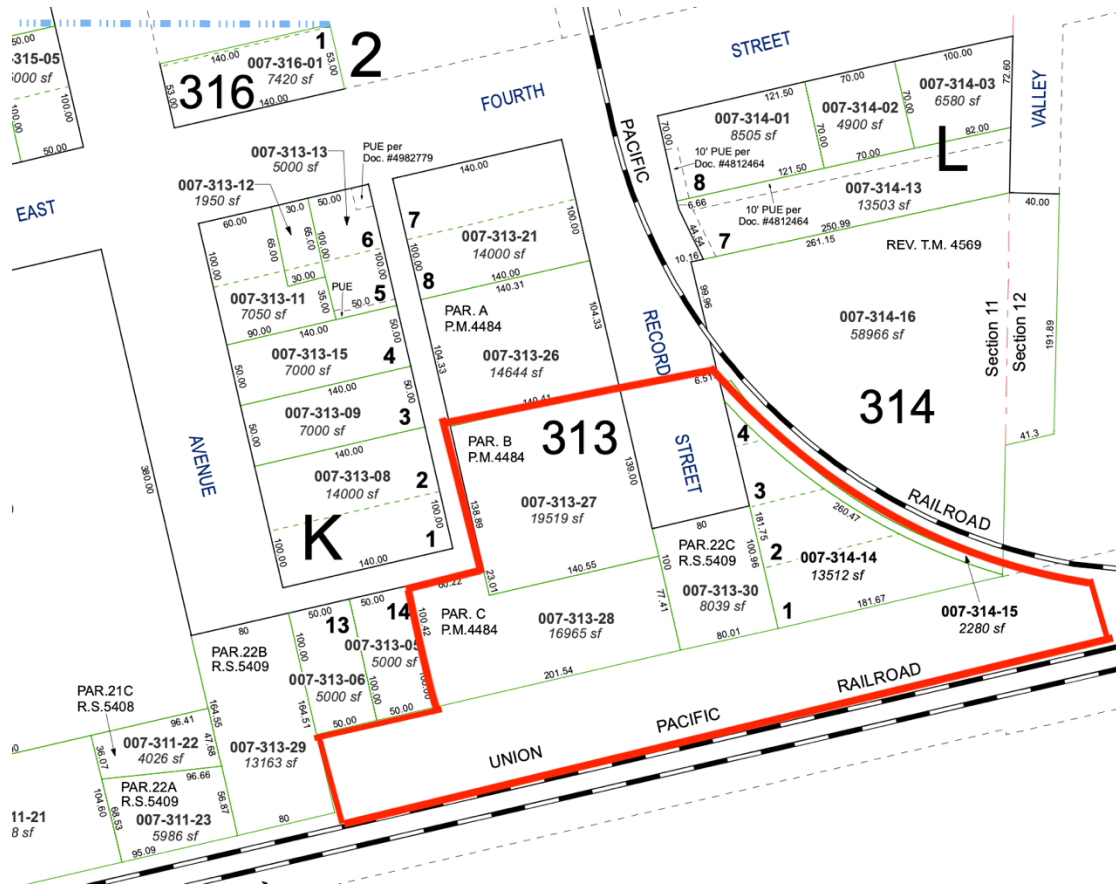 50.00
315-05
5000 sf
100.00
100.00
50.00
140.00
1
007-316-01
7420 sf
53.00
316
53.00
140.00
2
STREET
FOURTH
PACIFIC
VALLEY
100.00
007-314-03
6580 sf
72.60
70.00
007-314-02
4900 sf
70.00
121.50
007-314-01
8505 sf
70.00
70.00
82.00
70.00
121.50
L
10' PUE per
Doc. #4812464
8
6.66
10' PUE per
Doc. #4812464
007-314-13
13503 sf
7
44.54
10.16
250.99
261.15
40.00
REV. T.M. 4569
99.96
007-314-16
58966 sf
Section 11
Section 12
191.89
314
41.3
EAST
007-313-13
5000 sf
PUE per
Doc. #4982779
007-313-12
1950 sf
60.00
30.0
50.00
65.00
65.00
100.00
100.00
6
100.00
30.00
35.00
PUE
5
50.0
007-313-11
7050 sf
90.00
140.00
50.00
007-313-15
7000 sf
4
50.00
140.00
50.00
007-313-09
7000 sf
3
50.00
140.00
007-313-08
14000 sf
2
100.00
100.00
K
1
140.00
AVENUE
380.00
140.00
7
100.00
100.00
007-313-21
14000 sf
8
140.00
140.31
PAR. A
P.M.4484
104.33
104.33
007-313-26
14644 sf
140.41
RECORD
STREET
6.51
313
PAR. B
P.M.4484
139.00
138.89
007-313-27
19519 sf
4
3
RAILROAD
80
181.75
260.47
PAR.22C
R.S.5409
2
100.96
007-314-14
13512 sf
140.55
100
23.01
77.41
007-313-30
8039 sf
1
181.67
007-314-15
2280 sf
PAR. C
P.M.4484
007-313-28
16965 sf
80.01
201.54
100.42
50.00
50.00
14
13
007-313-05
5000 sf
100.00
100.00
100.00
007-313-06
5000 sf
50.00
50.00
80
PAR.22B
R.S.5409
164.55
164.51
007-313-29
13163 sf
PAR.21C
R.S.5408
96.41
007-311-22
4026 sf
36.07
47.68
96.66
PAR.22A
R.S.5409
007-311-23
5986 sf
104.60
68.53
56.87
80
95.09
11-21
8 sf
UNION
PACIFIC
RAILROAD